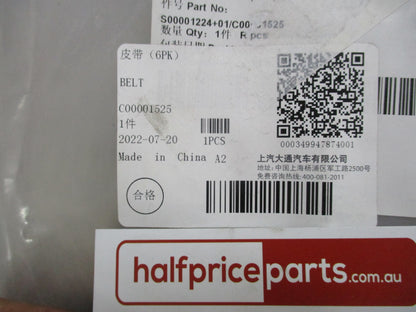 件号 Part No:
S00001224+01/C00001525
数量 Qty: 1件 R pcs
皮带 (6PK)
BELT
C00001525
1件
2022-07-20 1PCS
Made in China A2
合格
000349947874001
上汽大通汽车有限公司
地址:中国上海杨浦区军工路2500号
免费咨询热线:400-081-2011
halfpriceparts.com.au